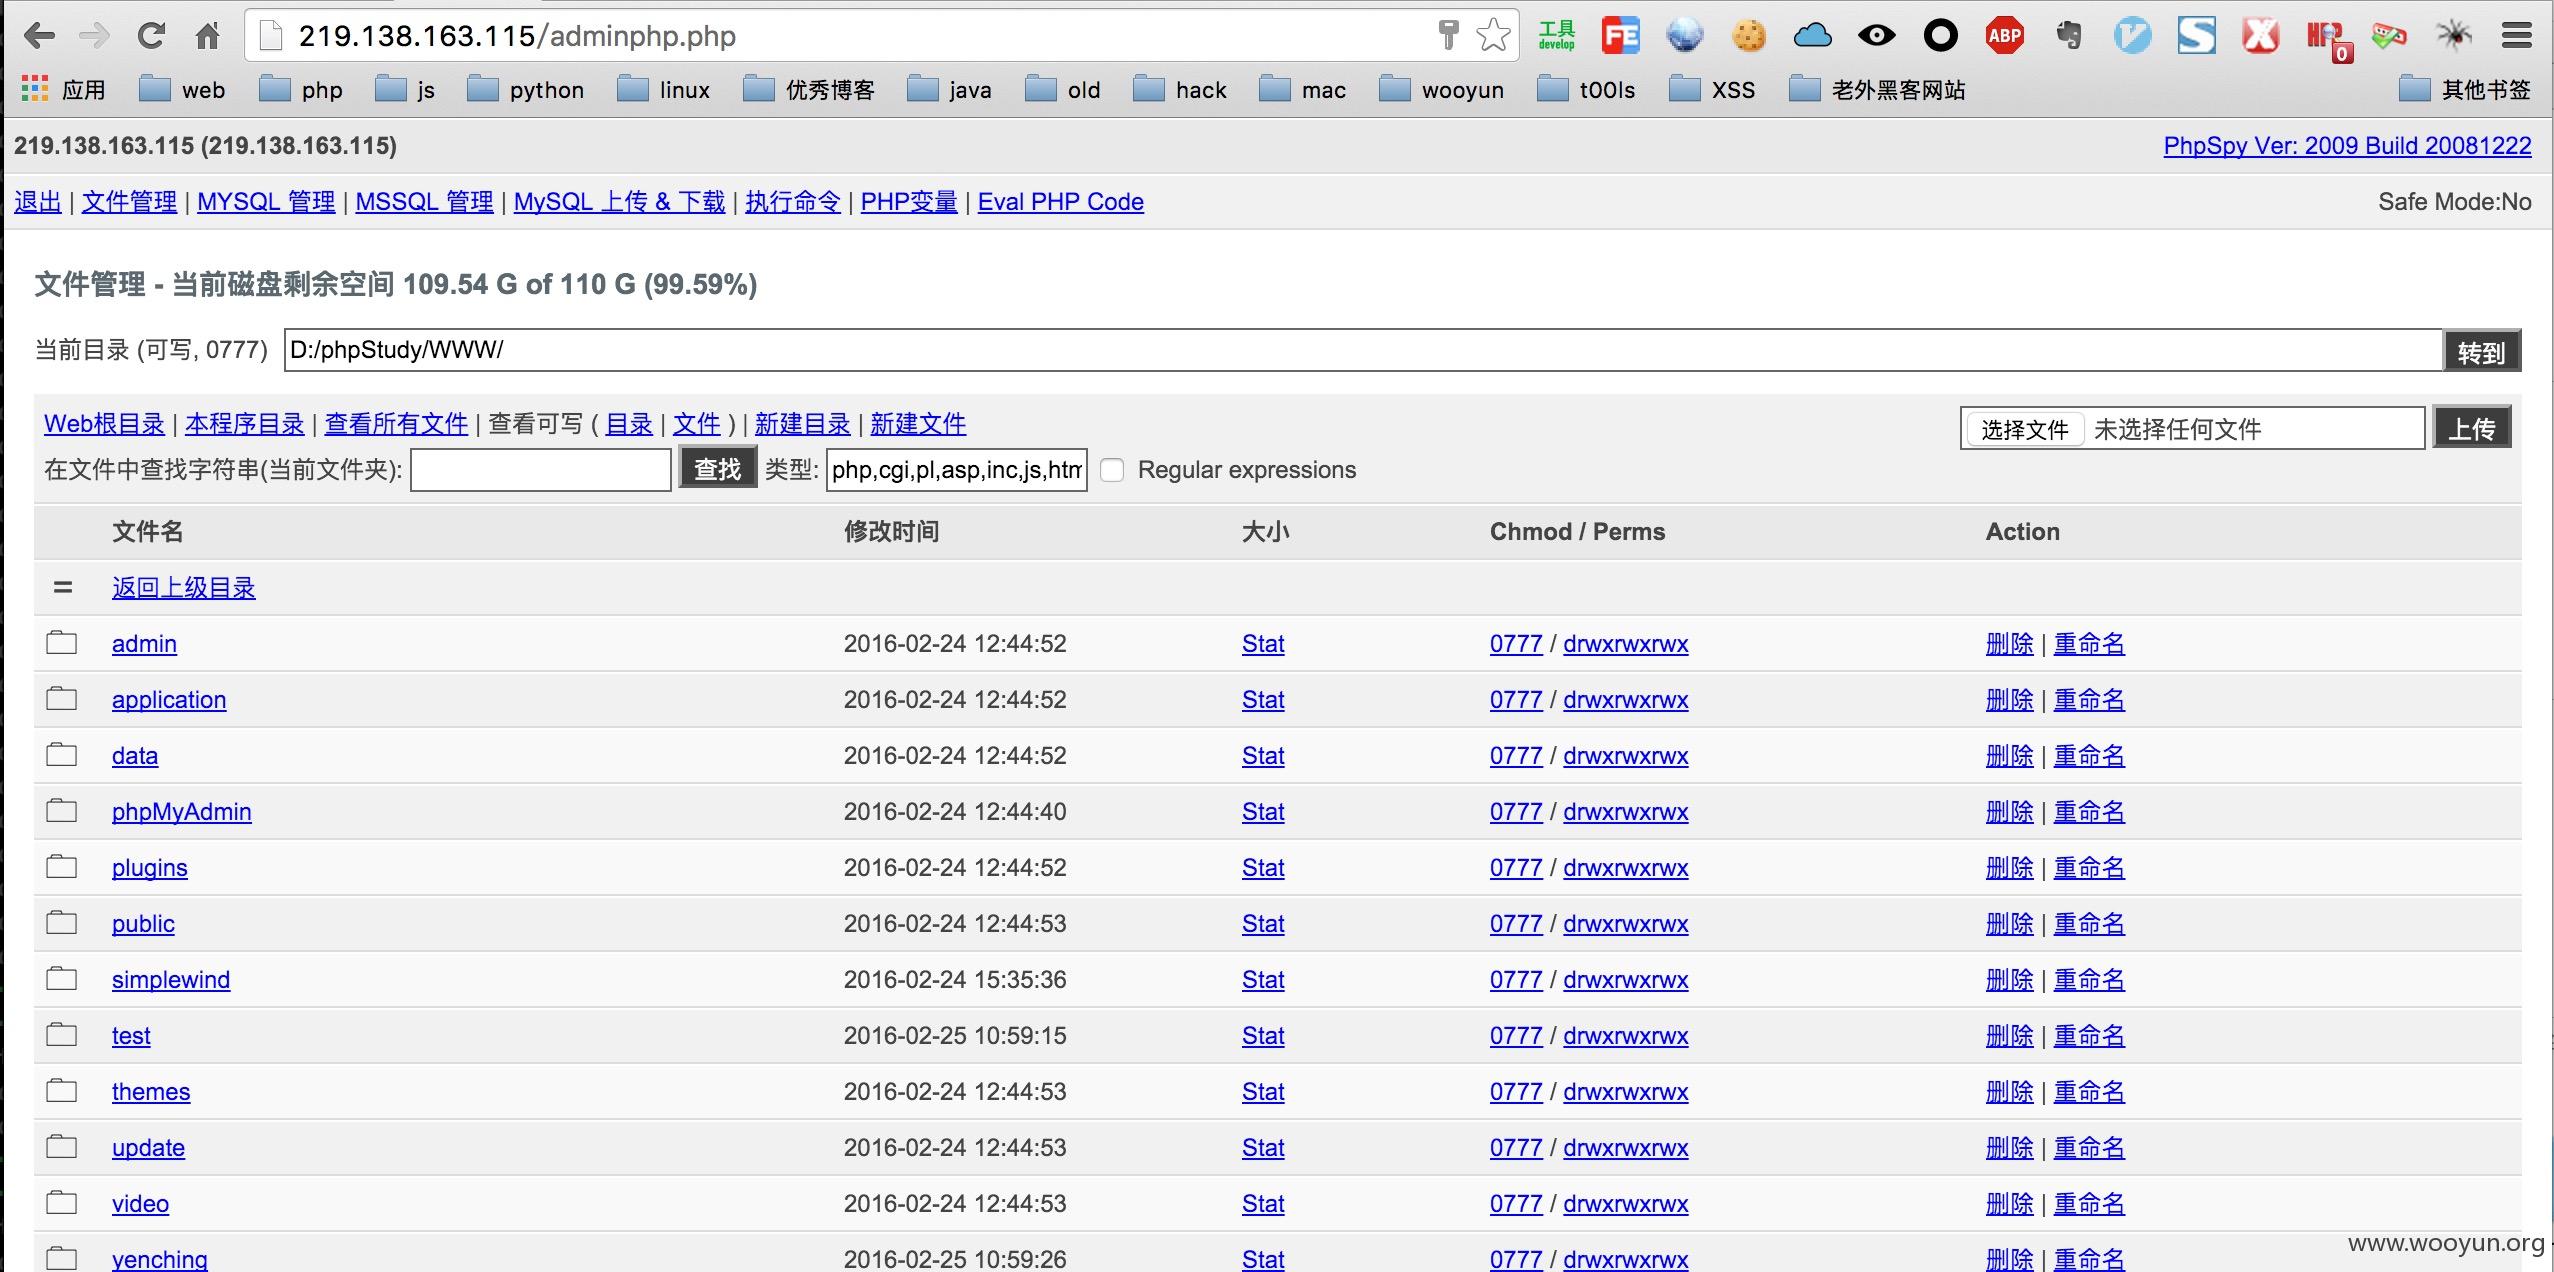 219.138.163.115/adminphp.php
工具 develop FE ABP 0
应用 web php js python linux 优秀博客 java old hack mac wooyun t00ls XSS 老外黑客网站 其他书签
219.138.163.115 (219.138.163.115) PhpSpy Ver: 2009 Build 20081222
退出 | 文件管理 | MYSQL 管理 | MSSQL 管理 | MySQL 上传 & 下载 | 执行命令 | PHP变量 | Eval PHP Code Safe Mode:No
文件管理 - 当前磁盘剩余空间 109.54 G of 110 G (99.59%)
当前目录 (可写, 0777) D:/phpStudy/WWW/ 转到
Web根目录 | 本程序目录 | 查看所有文件 | 查看可写 ( 目录 | 文件 ) | 新建目录 | 新建文件 选择文件 未选择任何文件 上传
在文件中查找字符串(当前文件夹): 查找 类型: php,cgi,pl,asp,inc,js,htm Regular expressions
文件名 修改时间 大小 Chmod / Perms Action
= 返回上级目录
admin 2016-02-24 12:44:52 Stat 0777 / drwxrwxrwx 删除 | 重命名
application 2016-02-24 12:44:52 Stat 0777 / drwxrwxrwx 删除 | 重命名
data 2016-02-24 12:44:52 Stat 0777 / drwxrwxrwx 删除 | 重命名
phpMyAdmin 2016-02-24 12:44:40 Stat 0777 / drwxrwxrwx 删除 | 重命名
plugins 2016-02-24 12:44:52 Stat 0777 / drwxrwxrwx 删除 | 重命名
public 2016-02-24 12:44:53 Stat 0777 / drwxrwxrwx 删除 | 重命名
simplewind 2016-02-24 15:35:36 Stat 0777 / drwxrwxrwx 删除 | 重命名
test 2016-02-25 10:59:15 Stat 0777 / drwxrwxrwx 删除 | 重命名
themes 2016-02-24 12:44:53 Stat 0777 / drwxrwxrwx 删除 | 重命名
update 2016-02-24 12:44:53 Stat 0777 / drwxrwxrwx 删除 | 重命名
video 2016-02-24 12:44:53 Stat 0777 / drwxrwxrwx 删除 | 重命名
yenching 2016-02-25 10:59:26 Stat 0777 / drwxrwxrwx 删除 | 重命名
www.wooyun.org